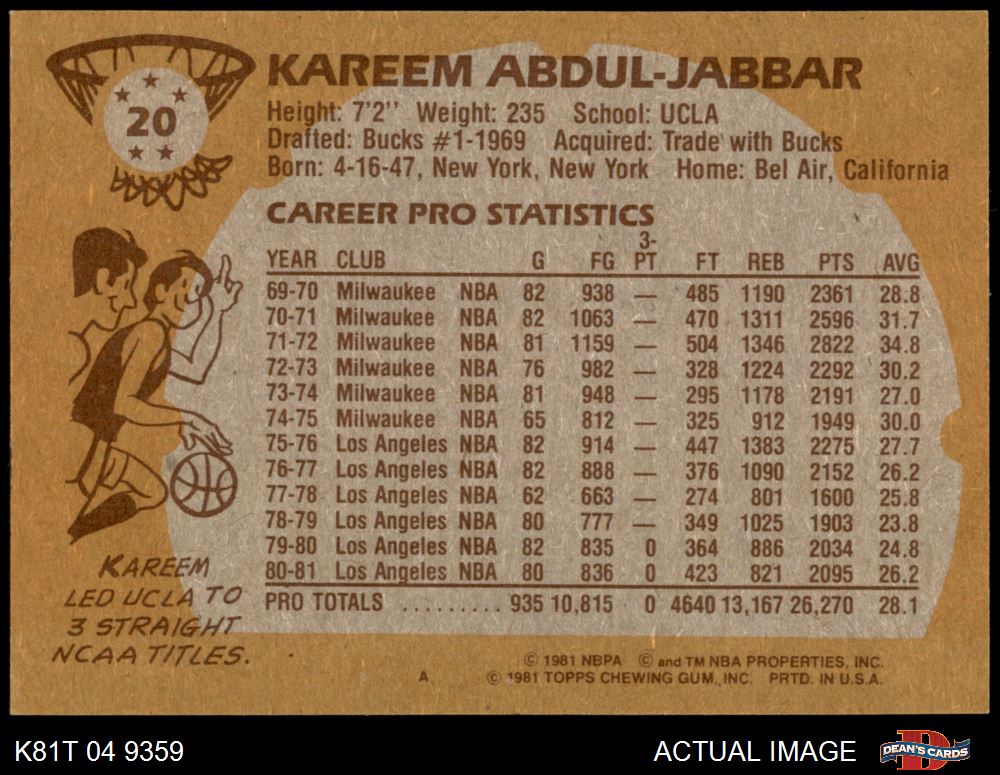 20
KAREEM ABDUL-JABBAR
Height: 7'2" Weight: 235 School: UCLA
Drafted: Bucks #1-1969 Acquired: Trade with Bucks
Born: 4-16-47, New York, New York Home: Bel Air, California
CAREER PRO STATISTICS
YEAR CLUB G FG 3-PT FT REB PTS AVG
69-70 Milwaukee NBA 82 938 — 485 1190 2361 28.8
70-71 Milwaukee NBA 82 1063 — 470 1311 2596 31.7
71-72 Milwaukee NBA 81 1159 — 504 1346 2822 34.8
72-73 Milwaukee NBA 76 982 — 328 1224 2292 30.2
73-74 Milwaukee NBA 81 948 — 295 1178 2191 27.0
74-75 Milwaukee NBA 65 812 — 325 912 1949 30.0
75-76 Los Angeles NBA 82 914 — 447 1383 2275 27.7
76-77 Los Angeles NBA 82 888 — 376 1090 2152 26.2
77-78 Los Angeles NBA 62 663 — 274 801 1600 25.8
78-79 Los Angeles NBA 80 777 — 349 1025 1903 23.8
79-80 Los Angeles NBA 82 835 0 364 886 2034 24.8
80-81 Los Angeles NBA 80 836 0 423 821 2095 26.2
PRO TOTALS ......... 935 10,815 0 4640 13,167 26,270 28.1
KAREEM
LED UCLA TO
3 STRAIGHT
NCAA TITLES.
© 1981 NBPA © and TM NBA PROPERTIES, INC.
A © 1981 TOPPS CHEWING GUM, INC. PRTD. IN U.S.A.
K81T 04 9359 ACTUAL IMAGE DEAN'S CARDS